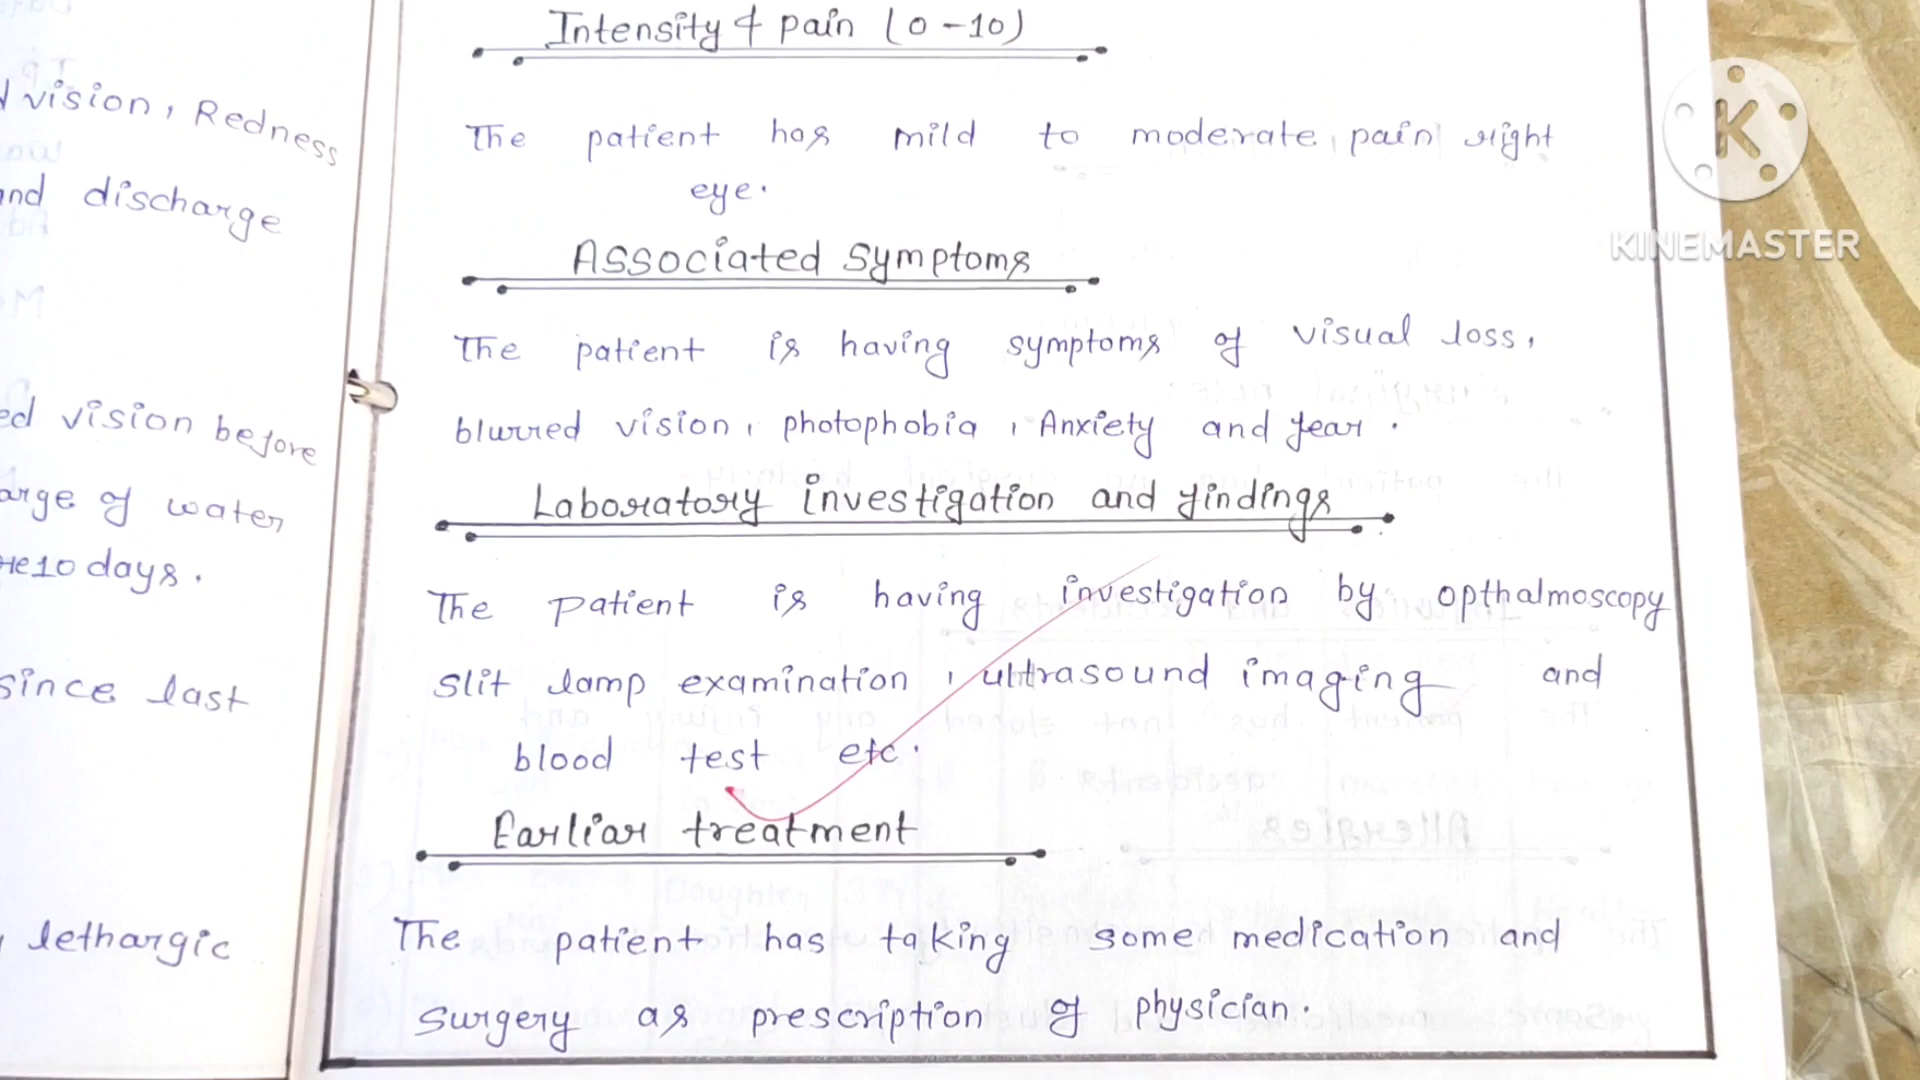 vision, Redness
and discharge
ed vision before
arge of water
10 days.
since last
lethargic
Intensity & pain (0-10)
The patient has mild to moderate, pain right
eye.
Associated Symptoms
The patient is having symptoms of visual loss,
blurred vision, photophobia, Anxiety and fear.
Laboratory investigation and findings
The patient is having investigation by opthalmoscopy
slit lamp examination, ultrasound imaging and
blood test etc.
Earliar treatment
The patient has taking some medication and
Surgery as prescription of physician.
K
KINEMASTER